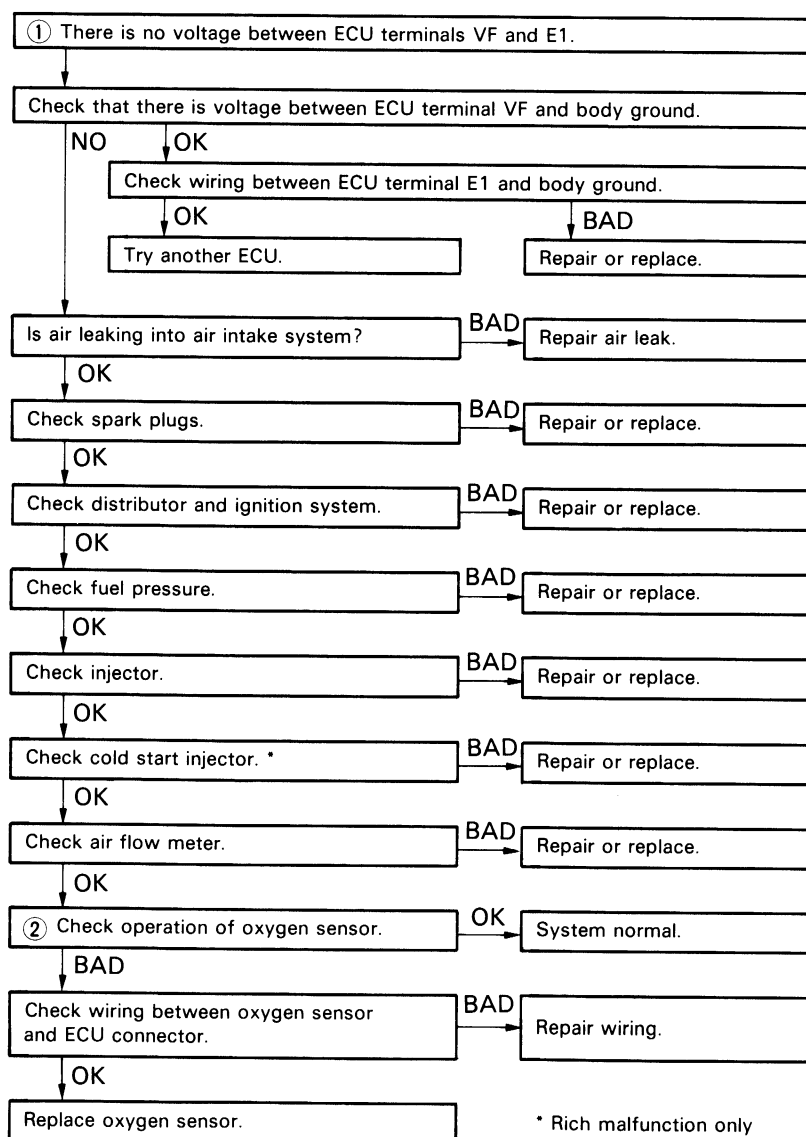 ① There is no voltage between ECU terminals VF and E1.
Check that there is voltage between ECU terminal VF and body ground.
NO
OK
Check wiring between ECU terminal E1 and body ground.
OK
BAD
Try another ECU.
Repair or replace.
Is air leaking into air intake system?
BAD
Repair air leak.
OK
Check spark plugs.
BAD
Repair or replace.
OK
Check distributor and ignition system.
BAD
Repair or replace.
OK
Check fuel pressure.
BAD
Repair or replace.
OK
Check injector.
BAD
Repair or replace.
OK
Check cold start injector. *
BAD
Repair or replace.
OK
Check air flow meter.
BAD
Repair or replace.
OK
② Check operation of oxygen sensor.
OK
System normal.
BAD
Check wiring between oxygen sensor
and ECU connector.
BAD
Repair wiring.
OK
Replace oxygen sensor.
* Rich malfunction only